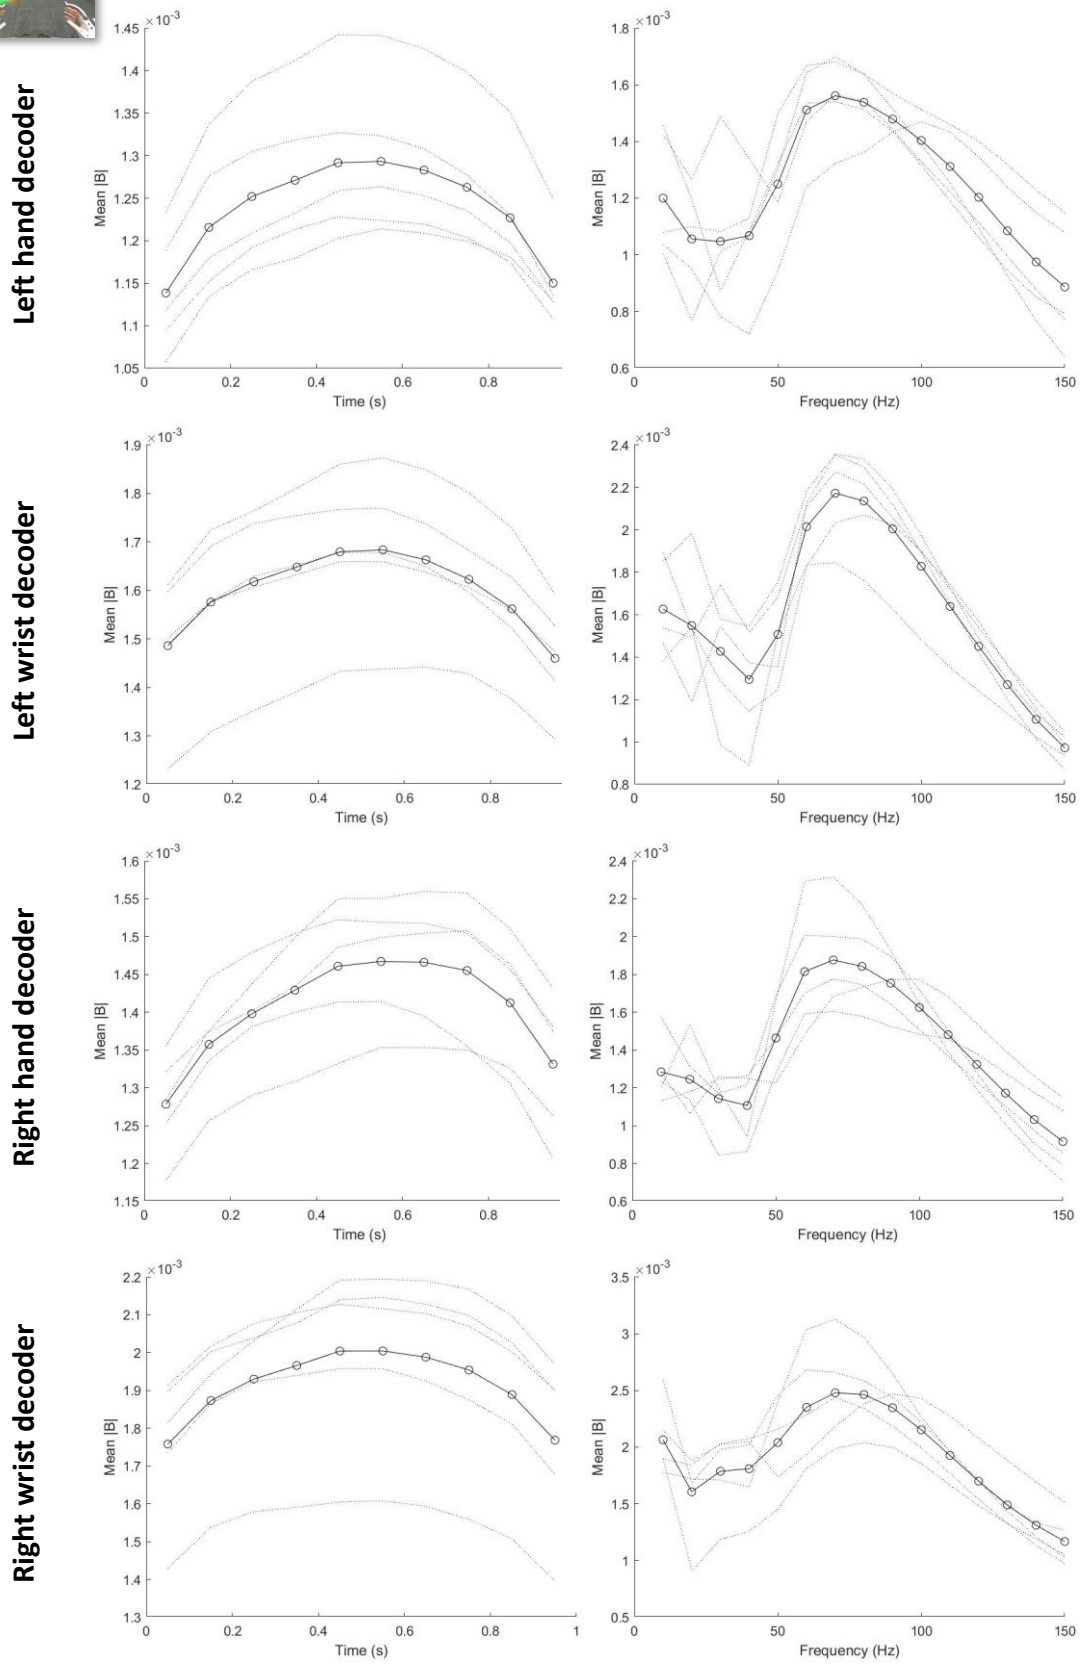 Left hand decoder
×10⁻³
1.45
1.4
1.35
1.3
1.25
1.2
1.15
1.1
1.05
Mean |B|
0 0.2 0.4 0.6 0.8
Time (s)
×10⁻³
1.8
1.6
1.4
1.2
1
0.8
0.6
Mean |B|
0 50 100 150
Frequency (Hz)
Left wrist decoder
×10⁻³
1.9
1.8
1.7
1.6
1.5
1.4
1.3
1.2
Mean |B|
0 0.2 0.4 0.6 0.8
Time (s)
×10⁻³
2.4
2.2
2
1.8
1.6
1.4
1.2
1
0.8
Mean |B|
0 50 100 150
Frequency (Hz)
Right hand decoder
×10⁻³
1.6
1.55
1.5
1.45
1.4
1.35
1.3
1.25
1.2
1.15
Mean |B|
0 0.2 0.4 0.6 0.8
Time (s)
×10⁻³
2.4
2.2
2
1.8
1.6
1.4
1.2
1
0.8
0.6
Mean |B|
0 50 100 150
Frequency (Hz)
Right wrist decoder
×10⁻³
2.2
2.1
2
1.9
1.8
1.7
1.6
1.5
1.4
1.3
Mean |B|
0 0.2 0.4 0.6 0.8 1
Time (s)
×10⁻³
3.5
3
2.5
2
1.5
1
0.5
Mean |B|
0 50 100 150
Frequency (Hz)